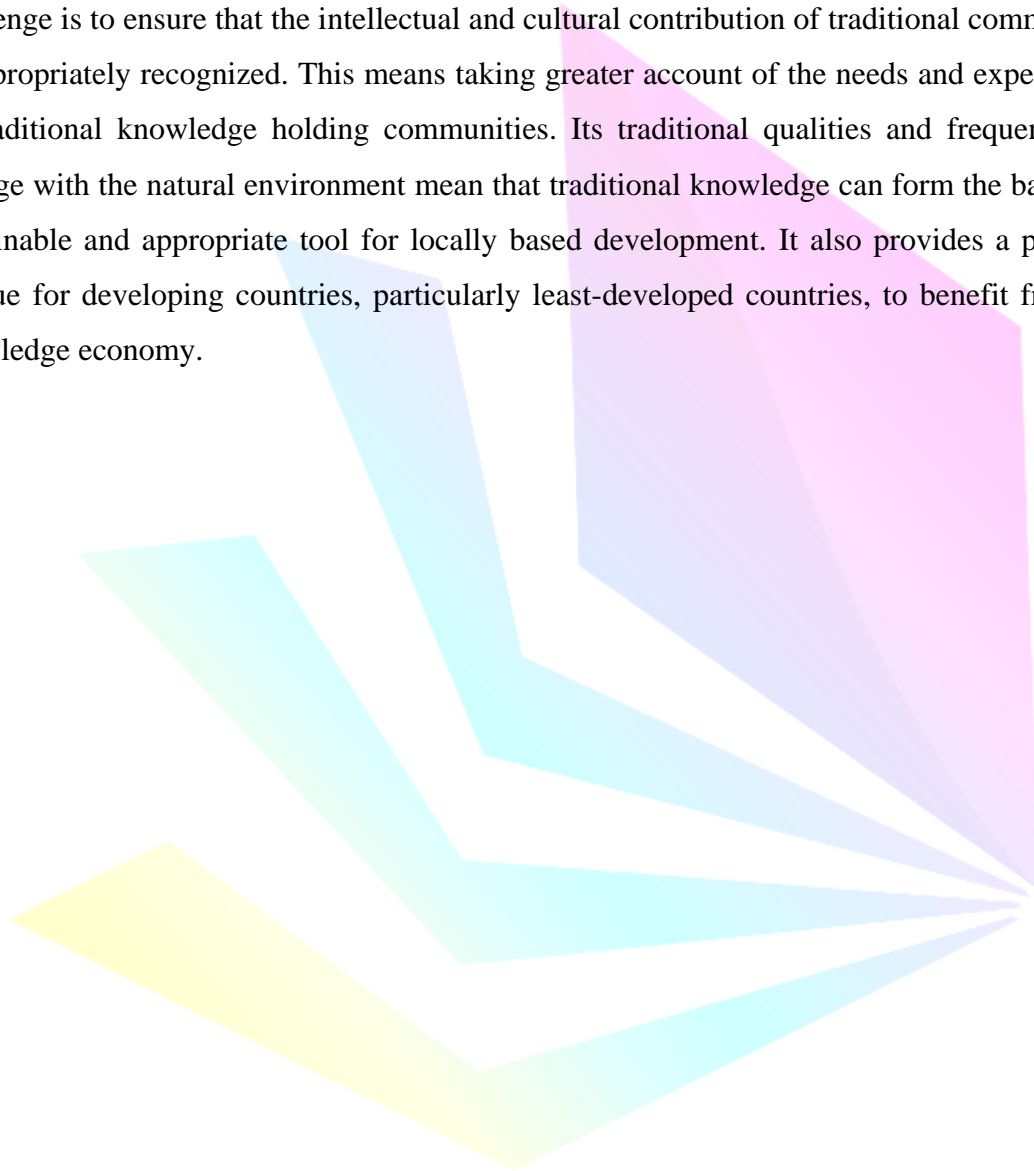 enge is to ensure that the intellectual and cultural contribution of traditional comm
propriately recognized. This means taking greater account of the needs and expe
aditional knowledge holding communities. Its traditional qualities and frequen
ge with the natural environment mean that traditional knowledge can form the ba
inable and appropriate tool for locally based development. It also provides a p
ue for developing countries, particularly least-developed countries, to benefit fr
ledge economy.